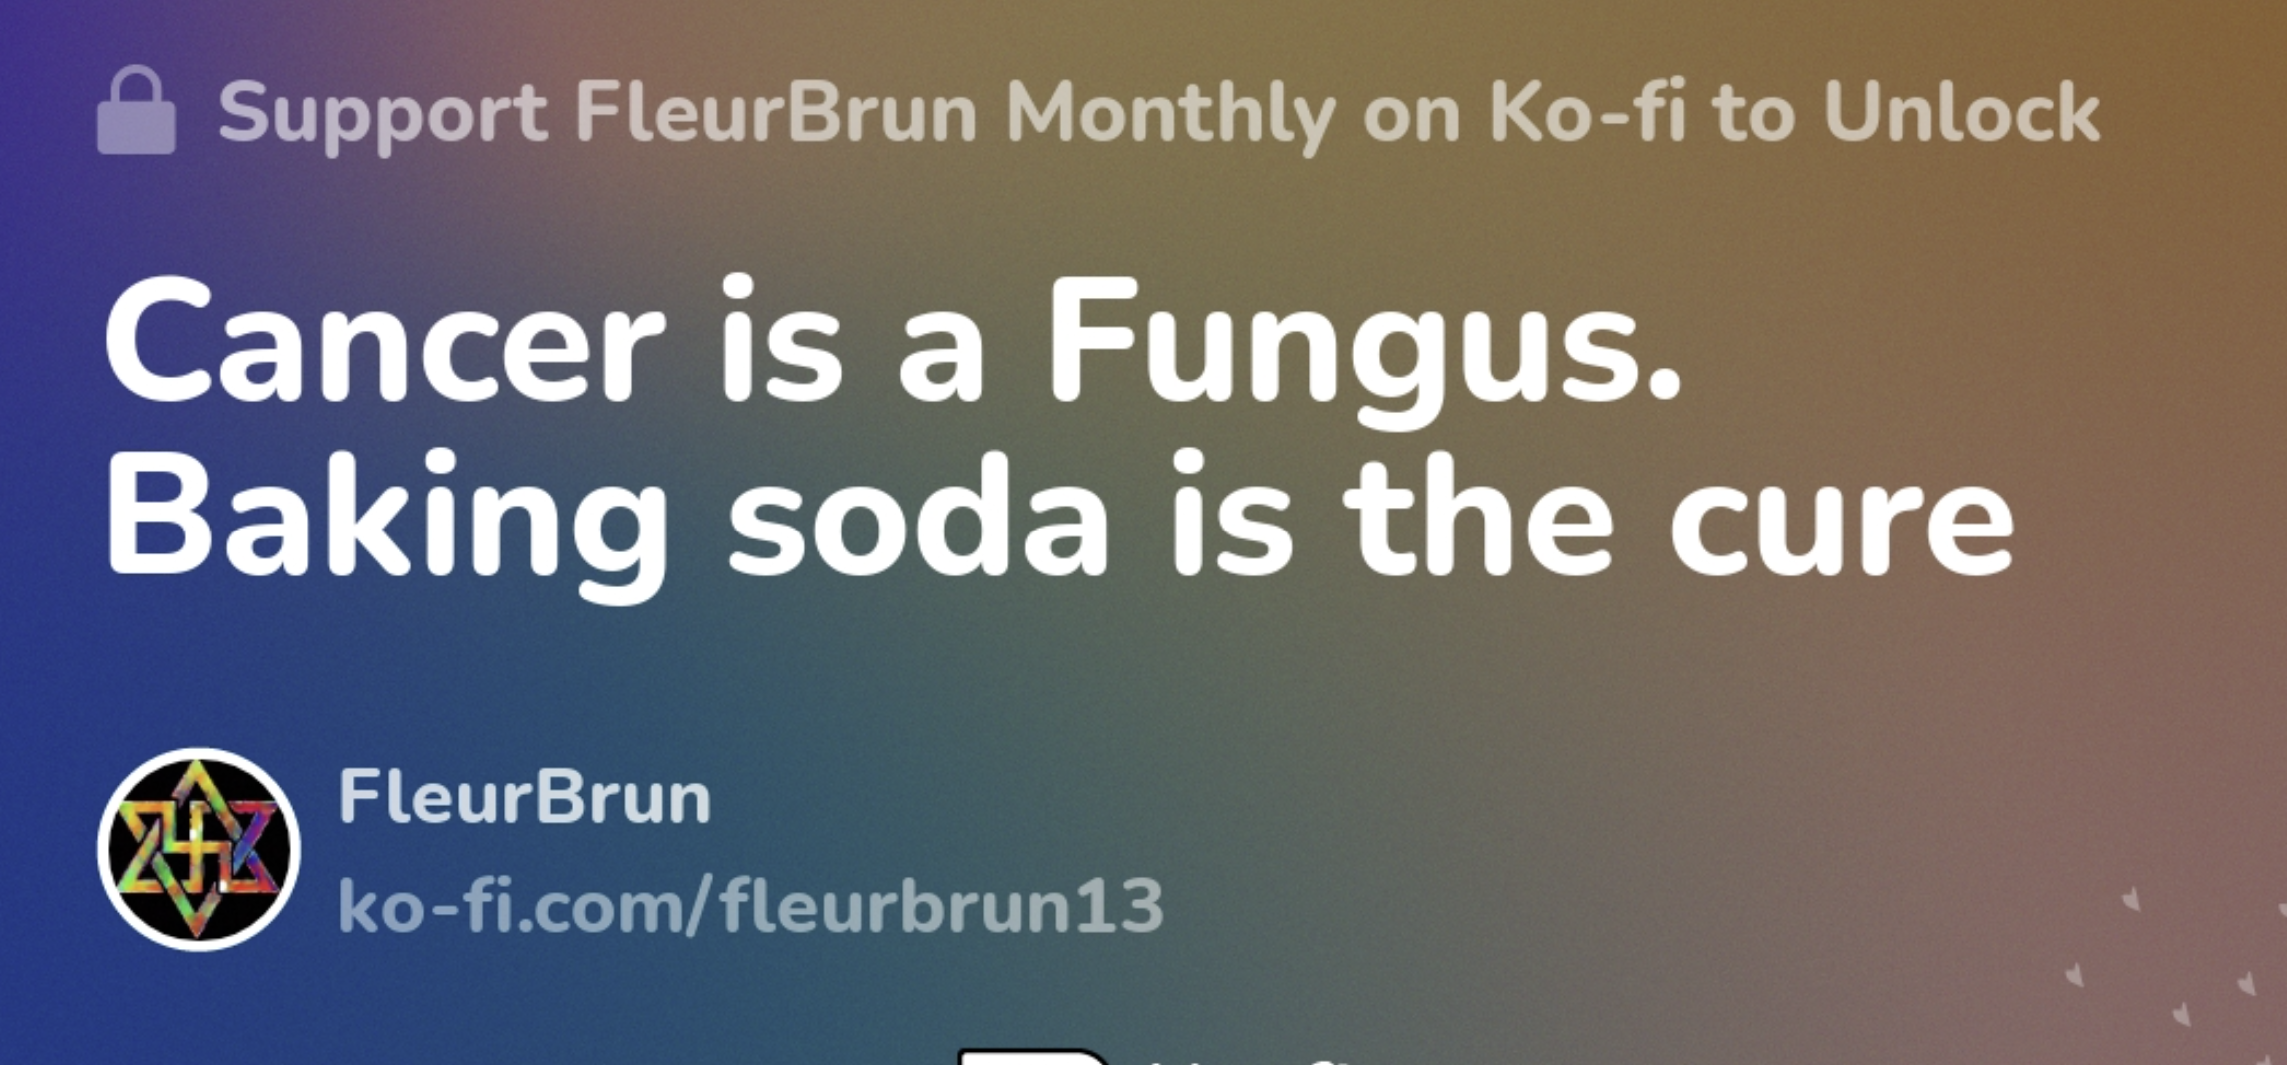 Support FleurBrun Monthly on Ko-fi to Unlock
Cancer is a Fungus.
Baking soda is the cure
FleurBrun
ko-fi.com/fleurbrun13